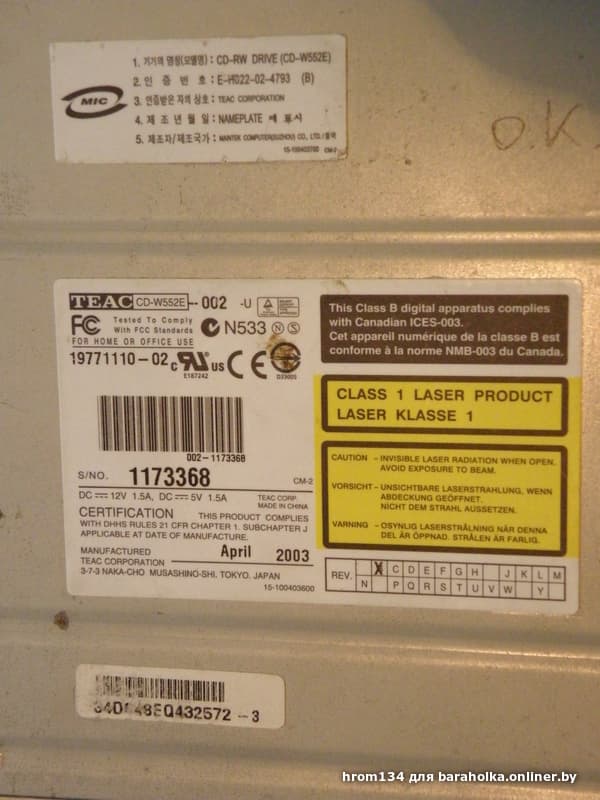 1. 기기의 명칭(모델명) : CD-RW DRIVE (CD-W552E)
2. 인 증 번 호 : E-H022-02-4793 (B)
MIC
3. 인증받은 자의 상호 : TEAC CORPORATION
4. 제 조 년 월 일 : NAMEPLATE 에 표시
5. 제조자/제조국가 : MAINTEK COMPUTER(SUZHOU) CO., LTD./중국
15-100403700 CM-2
O.K.
TEAC CD-W552E -002 -U
FC Tested To Comply
With FCC Standards
FOR HOME OR OFFICE USE
N533 N S
19771110-02 c UR us CE
E187242
D33005
002-1173368
S/NO. 1173368 CM-2
DC 12V 1.5A, DC 5V 1.5A
TEAC CORP.
MADE IN CHINA
CERTIFICATION THIS PRODUCT COMPLIES
WITH DHHS RULES 21 CFR CHAPTER 1. SUBCHAPTER J
APPLICABLE AT DATE OF MANUFACTURE.
MANUFACTURED April 2003
TEAC CORPORATION
3-7-3 NAKA-CHO MUSASHINO-SHI, TOKYO, JAPAN
15-100403600
This Class B digital apparatus complies
with Canadian ICES-003.
Cet appareil numérique de la classe B est
conforme à la norme NMB-003 du Canada.
CLASS 1 LASER PRODUCT
LASER KLASSE 1
CAUTION – INVISIBLE LASER RADIATION WHEN OPEN.
AVOID EXPOSURE TO BEAM.
VORSICHT – UNSICHTBARE LASERSTRAHLUNG, WENN
ABDECKUNG GEÖFFNET.
NICHT DEM STRAHL AUSSETZEN.
VARNING – OSYNLIG LASERSTRÅLNING NÄR DENNA
DEL ÄR ÖPPNAD. STRÅLEN ÄR FARLIG.
REV. X C D E F G H J K L M
N P Q R S T U V W Y
hrom134 для baraholka.onliner.by